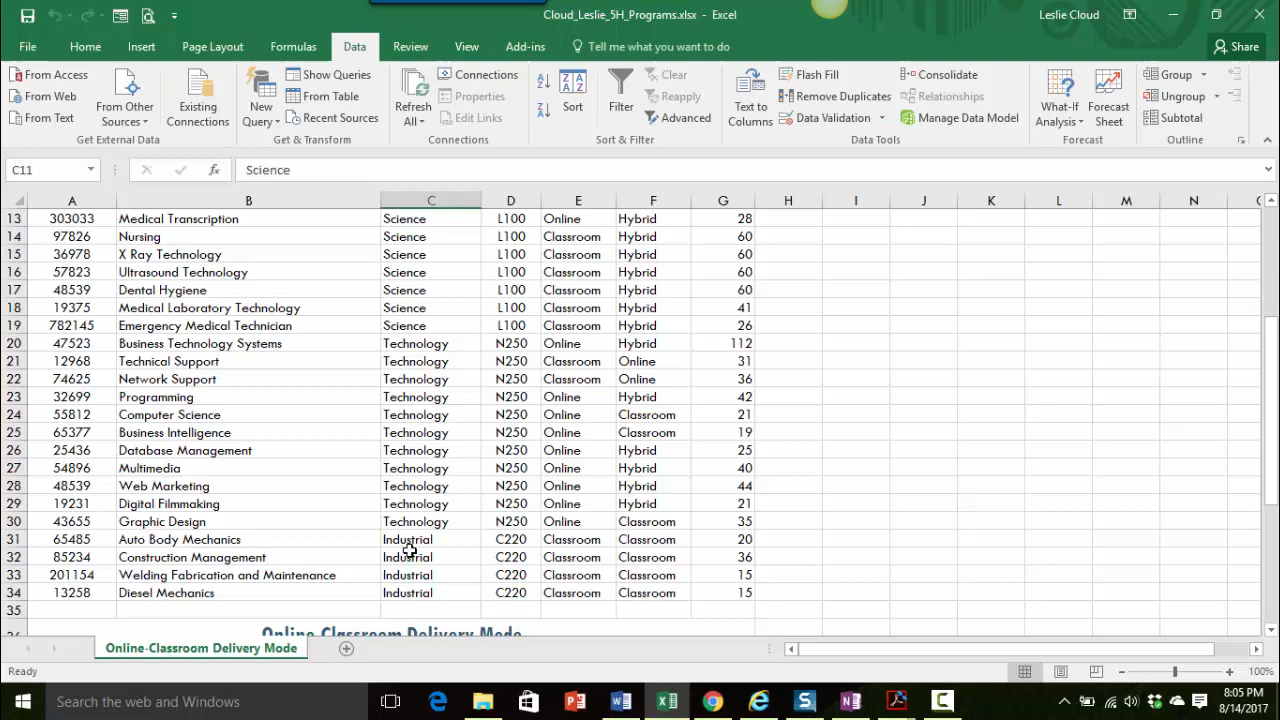 Cloud_Leslie_5H_Programs.xlsx - Excel
Leslie Cloud
File Home Insert Page Layout Formulas Data Review View Add-ins Tell me what you want to do Share
From Access
From Web
From Text
From Other Sources
Existing Connections
Get External Data
New Query
Show Queries
From Table
Recent Sources
Get & Transform
Refresh All
Connections
Properties
Edit Links
Connections
Sort
Filter
Clear
Reapply
Advanced
Sort & Filter
Text to Columns
Flash Fill
Remove Duplicates
Data Validation
Consolidate
Relationships
Manage Data Model
Data Tools
What-If Analysis
Forecast Sheet
Forecast
Group
Ungroup
Subtotal
Outline
C11 fx Science
A B C D E F G H I J K L M N
13 303033 Medical Transcription Science L100 Online Hybrid 28
14 97826 Nursing Science L100 Classroom Hybrid 60
15 36978 X Ray Technology Science L100 Classroom Hybrid 60
16 57823 Ultrasound Technology Science L100 Classroom Hybrid 60
17 48539 Dental Hygiene Science L100 Classroom Hybrid 60
18 19375 Medical Laboratory Technology Science L100 Classroom Hybrid 41
19 782145 Emergency Medical Technician Science L100 Classroom Hybrid 26
20 47523 Business Technology Systems Technology N250 Online Hybrid 112
21 12968 Technical Support Technology N250 Classroom Online 31
22 74625 Network Support Technology N250 Classroom Online 36
23 32699 Programming Technology N250 Online Hybrid 42
24 55812 Computer Science Technology N250 Online Classroom 21
25 65377 Business Intelligence Technology N250 Online Classroom 19
26 25436 Database Management Technology N250 Online Hybrid 25
27 54896 Multimedia Technology N250 Online Hybrid 40
28 48539 Web Marketing Technology N250 Online Hybrid 44
29 19231 Digital Filmmaking Technology N250 Online Hybrid 21
30 43655 Graphic Design Technology N250 Online Classroom 35
31 65485 Auto Body Mechanics Industrial C220 Classroom Classroom 20
32 85234 Construction Management Industrial C220 Classroom Classroom 36
33 201154 Welding Fabrication and Maintenance Industrial C220 Classroom Classroom 15
34 13258 Diesel Mechanics Industrial C220 Classroom Classroom 15
35
Online-Classroom Delivery Mode
Online-Classroom Delivery Mode
Ready
100%
Search the web and Windows
8:05 PM
8/14/2017